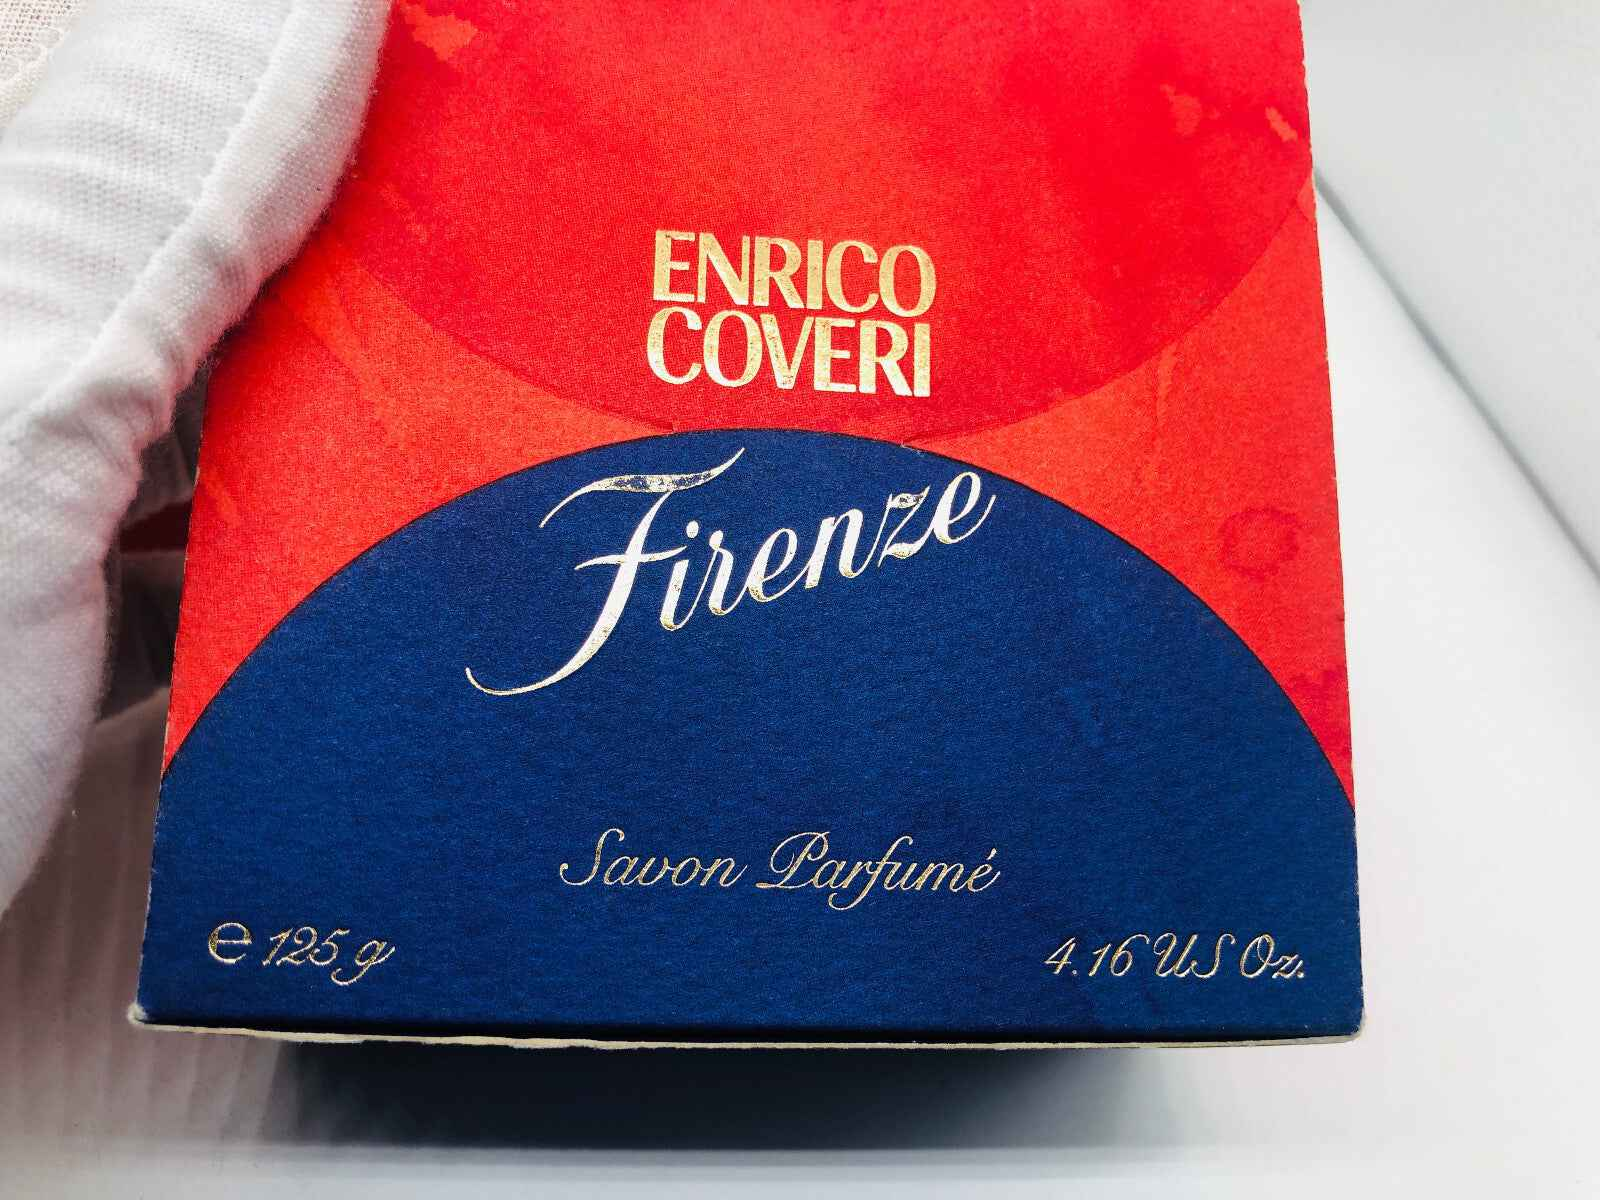 ENRICO
COVERI
Firenze
Savon Parfumé
℮ 125 g
4.16 US Oz.